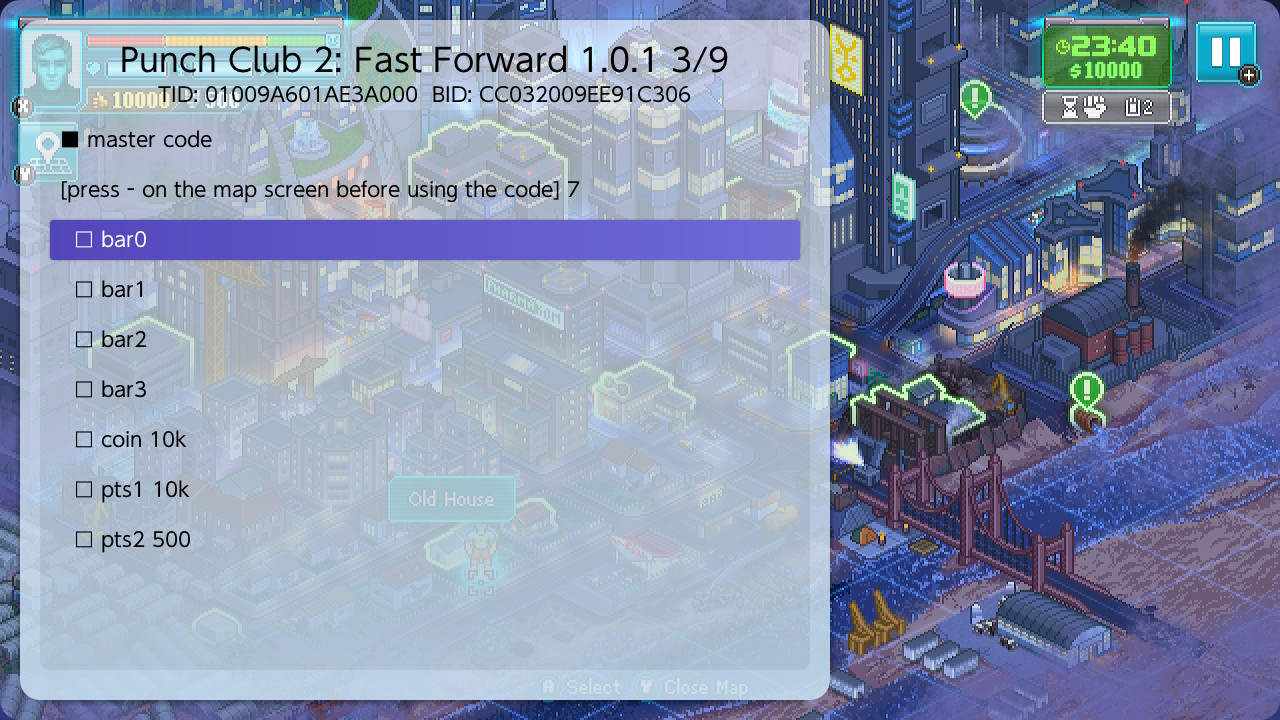 Punch Club 2: Fast Forward 1.0.1 3/9
TID: 01009A601AE3A000 BID: CC032009EE91C306
■ master code
[press - on the map screen before using the code] 7
□ bar0
□ bar1
□ bar2
□ bar3
□ coin 10k
□ pts1 10k
□ pts2 500
23:40
$10000
2
10000
PHARMAXON
Old House
A Select Y Close Map